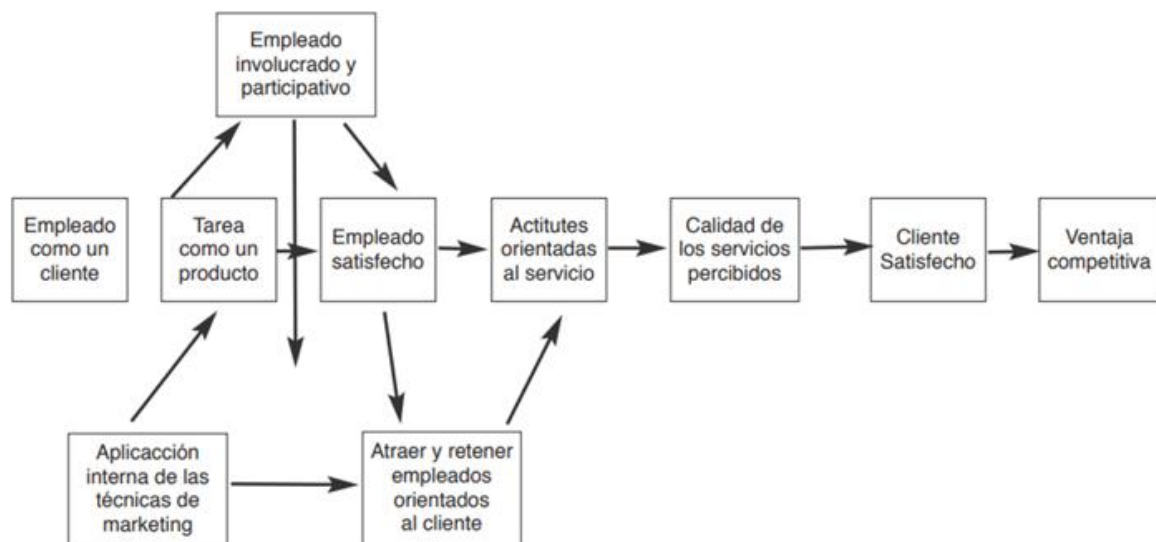 Empleado
involucrado y
participativo
Empleado
como un
cliente
Tarea
como un
producto
Empleado
satisfecho
Actitutes
orientadas
al servicio
Calidad de
los servicios
percibidos
Cliente
Satisfecho
Ventaja
competitiva
Aplicacción
interna de las
técnicas de
marketing
Atraer y retener
empleados
orientados
al cliente